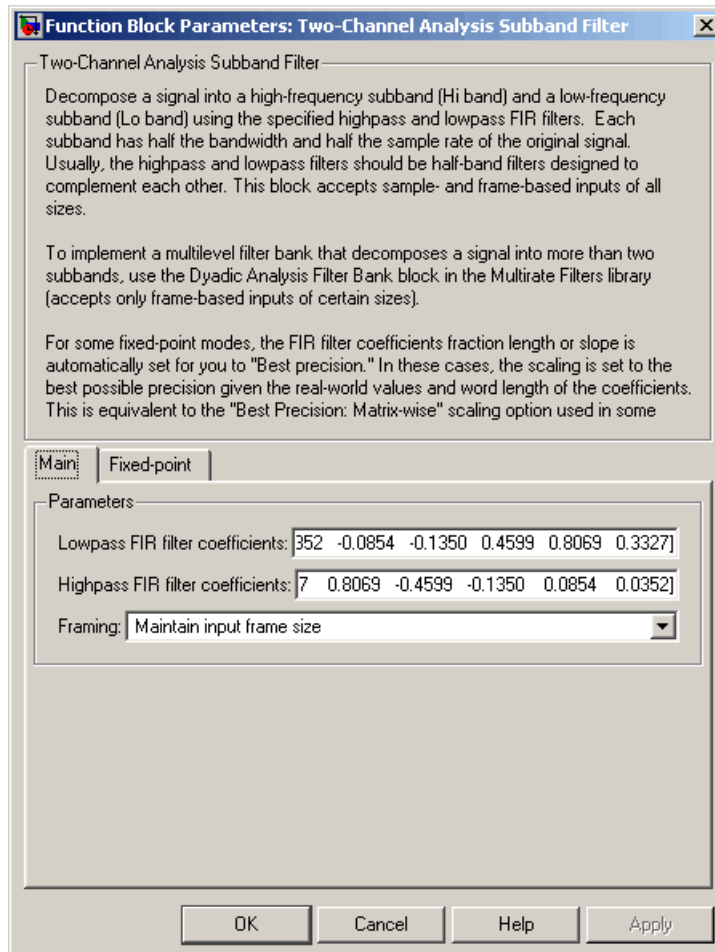 Function Block Parameters: Two-Channel Analysis Subband Filter
Two-Channel Analysis Subband Filter
Decompose a signal into a high-frequency subband (Hi band) and a low-frequency
subband (Lo band) using the specified highpass and lowpass FIR filters.  Each
subband has half the bandwidth and half the sample rate of the original signal.
Usually, the highpass and lowpass filters should be half-band filters designed to
complement each other. This block accepts sample- and frame-based inputs of all
sizes.
To implement a multilevel filter bank that decomposes a signal into more than two
subbands, use the Dyadic Analysis Filter Bank block in the Multirate Filters library
(accepts only frame-based inputs of certain sizes).
For some fixed-point modes, the FIR filter coefficients fraction length or slope is
automatically set for you to "Best precision." In these cases, the scaling is set to the
best possible precision given the real-world values and word length of the coefficients.
This is equivalent to the "Best Precision: Matrix-wise" scaling option used in some
Main Fixed-point
Parameters
Lowpass FIR filter coefficients: 352 -0.0854 -0.1350 0.4599 0.8069 0.3327]
Highpass FIR filter coefficients: 7 0.8069 -0.4599 -0.1350 0.0854 0.0352]
Framing: Maintain input frame size
OK Cancel Help Apply